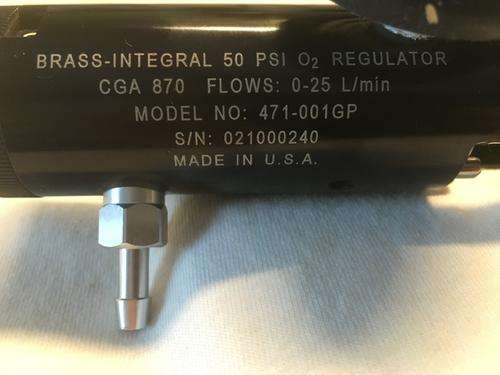 BRASS-INTEGRAL 50 PSI O₂ REGULATOR
CGA 870 FLOWS: 0-25 L/min
MODEL NO: 471-001GP
S/N: 021000240
MADE IN U.S.A.